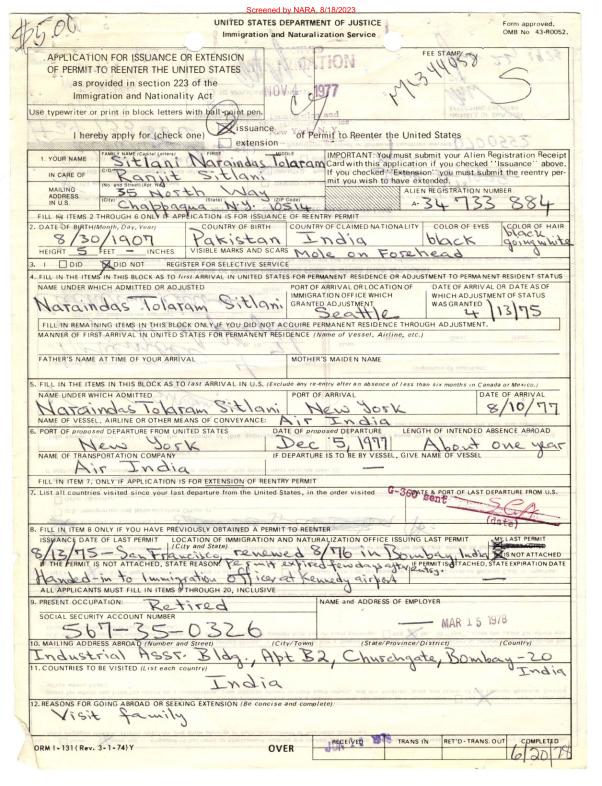 Screened by NARA, 8/18/2023
$5.00
UNITED STATES DEPARTMENT OF JUSTICE
Immigration and Naturalization Service
Form approved,
OMB No 43-R0052.
APPLICATION FOR ISSUANCE OR EXTENSION
OF PERMIT TO REENTER THE UNITED STATES
as provided in section 223 of the
Immigration and Nationality Act
FEE STAMP
NOV 1977
S
Use typewriter or print in block letters with ball-point pen.
I hereby apply for (check one) issuance of Permit to Reenter the United States
extension
1. YOUR NAME
FAMILY NAME (Capital Letters) FIRST MIDDLE
Sitlani Naraindas Tolaram
IMPORTANT: You must submit your Alien Registration Receipt
Card with this application if you checked "Issuance" above.
If you checked "Extension" you must submit the reentry per-
mit you wish to have extended.
IN CARE OF
C/O
Ranjit Sitlani
MAILING
ADDRESS
IN U.S.
(No. and Street) (Apt No)
35 North Way
(City) (State) (ZIP Code)
Chappaqua N.Y. 10514
ALIEN REGISTRATION NUMBER
A- 34 733 884
FILL IN ITEMS 2 THROUGH 6 ONLY IF APPLICATION IS FOR ISSUANCE OF REENTRY PERMIT
2. DATE OF BIRTH (Month, Day, Year) COUNTRY OF BIRTH COUNTRY OF CLAIMED NATIONALITY COLOR OF EYES COLOR OF HAIR
8/30/1907 Pakistan India black black going white
HEIGHT 5 FEET - INCHES VISIBLE MARKS AND SCARS Mole on Forehead
3. I DID DID NOT REGISTER FOR SELECTIVE SERVICE
4. FILL IN THE ITEMS IN THIS BLOCK AS TO first ARRIVAL IN UNITED STATES FOR PERMANENT RESIDENCE OR ADJUSTMENT TO PERMANENT RESIDENT STATUS
NAME UNDER WHICH ADMITTED OR ADJUSTED
Naraindas Tolaram Sitlani
PORT OF ARRIVAL OR LOCATION OF
IMMIGRATION OFFICE WHICH
GRANTED ADJUSTMENT
Seattle
DATE OF ARRIVAL OR DATE AS OF
WHICH ADJUSTMENT OF STATUS
WAS GRANTED
4/13/75
FILL IN REMAINING ITEMS IN THIS BLOCK ONLY IF YOU DID NOT ACQUIRE PERMANENT RESIDENCE THROUGH ADJUSTMENT.
MANNER OF FIRST ARRIVAL IN UNITED STATES FOR PERMANENT RESIDENCE (Name of Vessel, Airline, etc.)
FATHER'S NAME AT TIME OF YOUR ARRIVAL MOTHER'S MAIDEN NAME
5. FILL IN THE ITEMS IN THIS BLOCK AS TO last ARRIVAL IN U.S. (Exclude any re-entry after an absence of less than six months in Canada or Mexico.)
NAME UNDER WHICH ADMITTED PORT OF ARRIVAL DATE OF ARRIVAL
Naraindas Tolaram Sitlani New York 8/10/77
NAME OF VESSEL, AIRLINE OR OTHER MEANS OF CONVEYANCE: Air India
6. PORT OF proposed DEPARTURE FROM UNITED STATES DATE OF proposed DEPARTURE LENGTH OF INTENDED ABSENCE ABROAD
New York Dec 5, 1977 About one year
NAME OF TRANSPORTATION COMPANY IF DEPARTURE IS TO BE BY VESSEL, GIVE NAME OF VESSEL
Air India —
FILL IN ITEM 7, ONLY IF APPLICATION IS FOR EXTENSION OF REENTRY PERMIT
7. List all countries visited since your last departure from the United States, in the order visited DATE & PORT OF LAST DEPARTURE FROM U.S.
G-360 sent
(date)
8. FILL IN ITEM 8 ONLY IF YOU HAVE PREVIOUSLY OBTAINED A PERMIT TO REENTER
ISSUANCE DATE OF LAST PERMIT LOCATION OF IMMIGRATION AND NATURALIZATION OFFICE ISSUING LAST PERMIT MY LAST PERMIT
(City and State)
8/13/75 – San Francisco, renewed 8/76 in Bombay, India
IS NOT ATTACHED
IF THE PERMIT IS NOT ATTACHED, STATE REASON: permit expired few days after entry. IF PERMIT IS ATTACHED, STATE EXPIRATION DATE
Handed-in to Immigration officer at Kennedy airport —
ALL APPLICANTS MUST FILL IN ITEMS 9 THROUGH 20, INCLUSIVE
9. PRESENT OCCUPATION: Retired NAME and ADDRESS OF EMPLOYER
SOCIAL SECURITY ACCOUNT NUMBER
567-35-0326
— MAR 15 1978
10. MAILING ADDRESS ABROAD (Number and Street) (City/Town) (State/Province/District) (Country)
Industrial Assr. Bldg., Apt B2, Churchgate, Bombay-20 India
11. COUNTRIES TO BE VISITED (List each country)
India
12. REASONS FOR GOING ABROAD OR SEEKING EXTENSION (Be concise and complete)
Visit family
FORM I-131 (Rev. 3-1-74) Y
OVER
RECEIVED TRANS IN RET'D-TRANS. OUT COMPLETED
6/20/78